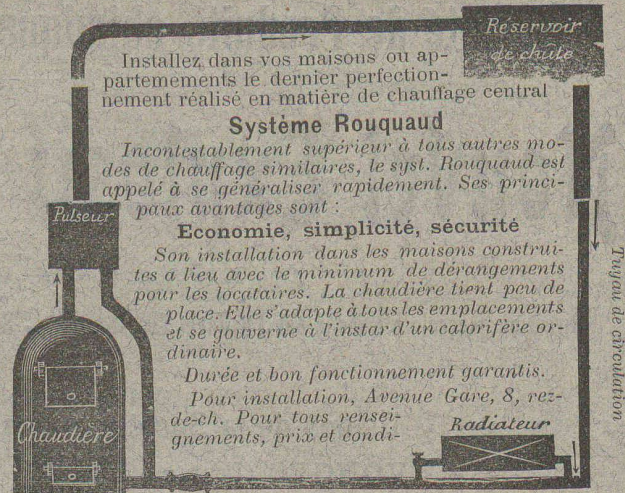 Réservoir
de chute
Installez dans vos maisons ou ap-
partemements le dernier perfection-
nement réalisé en matière de chauffage central
Système Rouquaud
Incontestablement supérieur à tous autres mo-
des de chauffage similaires, le syst. Rouquaud est
appelé à se généraliser rapidement. Ses princi-
paux avantages sont :
Pulseur
Economie, simplicité, sécurité
Son installation dans les maisons construi-
tes a lieu avec le minimum de dérangements
pour les locataires. La chaudière tient peu de
place. Elle s'adapte à tous les emplacements
et se gouverne à l'instar d'un calorifère or-
dinaire.
Durée et bon fonctionnement garantis.
Pour installation, Avenue Gare, 8, rez-
de-ch. Pour tous rensei-
gnements, prix et condi-
Chaudière
Radiateur
Tuyau de circulation